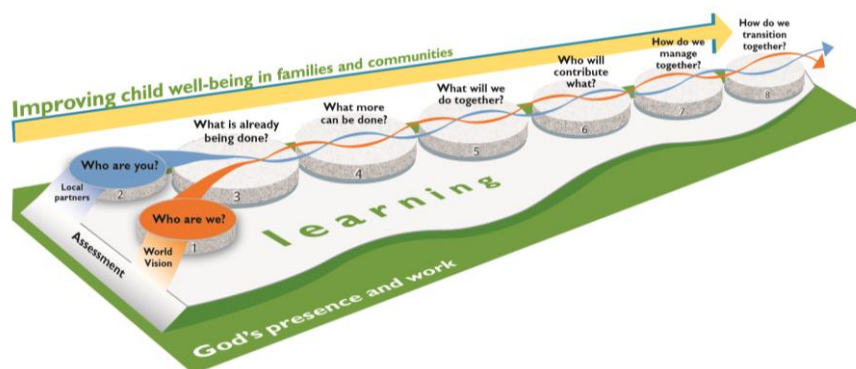 Improving child well-being in families and communities
Who are we?
1
World
Vision
Who are you?
2
Local
partners
Assessment
What is already
being done?
3
What more
can be done?
4
What will we
do together?
5
Who will
contribute
what?
6
How do we
manage
together?
7
How do we
transition
together?
8
learning
God's presence and work